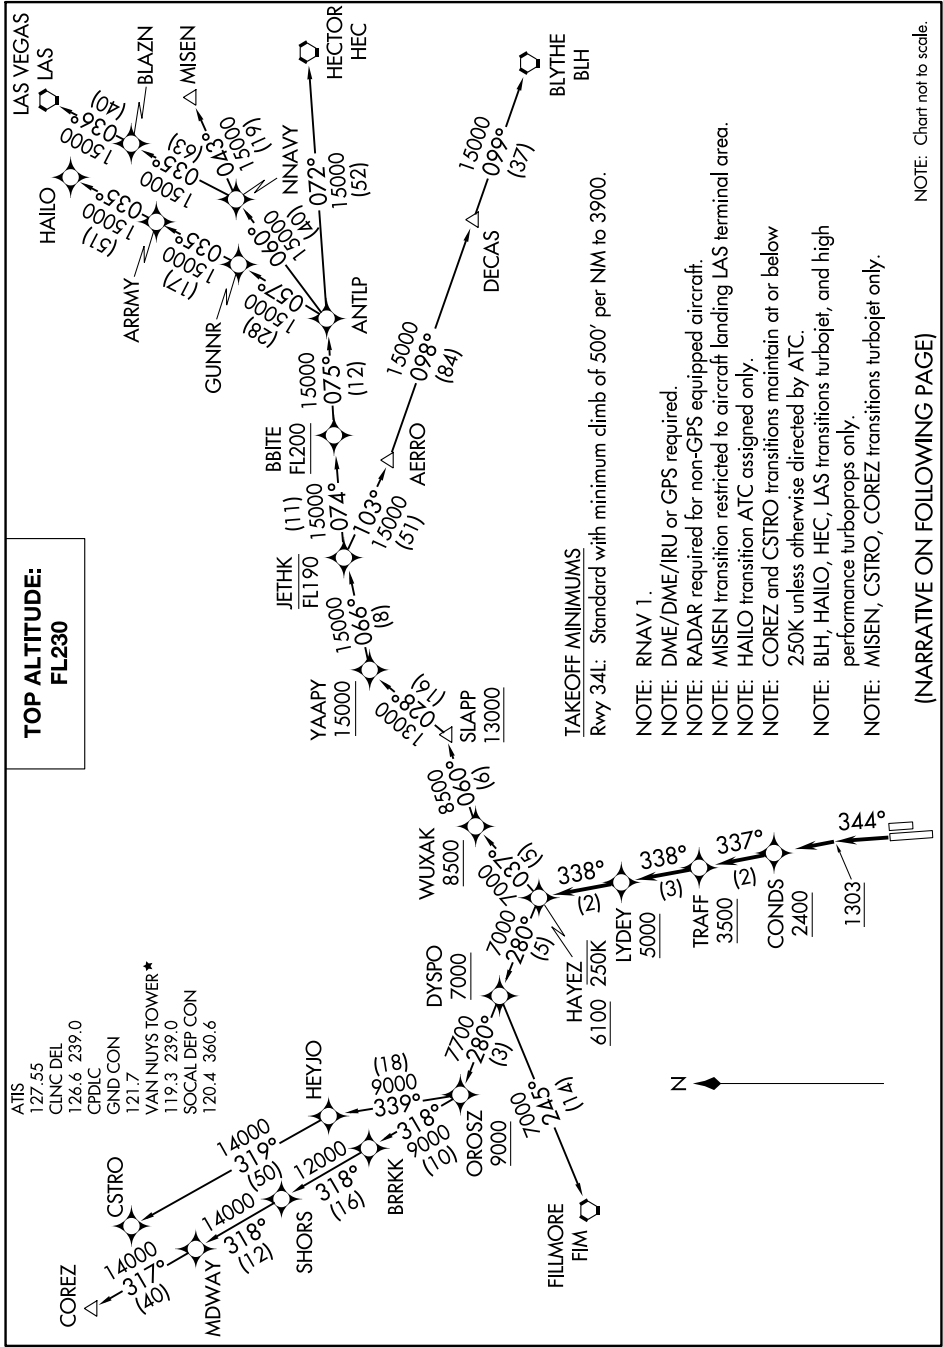 TOP ALTITUDE:
FL230
ATIS
127.55
CLNC DEL
126.6 239.0
CPDLC
GND CON
121.7
VAN NUYS TOWER★
119.3 239.0
SOCAL DEP CON
120.4 360.6
COREZ
14000
317°
(40)
MDWAY
14000
318°
(12)
SHORS
12000
318°
(16)
BRRKK
318°
9000
(10)
CSTRO
14000
319°
(50)
HEYJO
(18)
9000
339°
OROSZ
9000
7700
280°
(3)
DYSPO
7000
7000
245°
(14)
FILLMORE
FIM
7000
280°
(5)
HAYEZ
6100 250K
338°
(2)
LYDEY
5000
338°
(3)
TRAFF
3500
337°
(2)
CONDS
2400
1303
344°
N
7000
037°
(5)
WUXAK
8500
8500
060°
(6)
SLAPP
13000
13000
028°
(16)
YAAPY
15000
15000
066°
(8)
JETHK
FL190
(11)
15000
074°
BBITE
FL200
15000
075°
(12)
ANTLP
103°
15000
(51)
AERRO
15000
098°
(84)
DECAS
15000
099°
(37)
BLYTHE
BLH
072°
15000
(52)
HECTOR
HEC
060°
15000
(40)
NNAVY
043°
15000
(19)
MISEN
(63)
035°
15000
BLAZN
(40)
036°
15000
LAS VEGAS
LAS
057°
15000
(28)
GUNNR
035°
15000
(17)
ARRMY
035°
15000
(51)
HAILO
TAKEOFF MINIMUMS
Rwy 34L: Standard with minimum climb of 500' per NM to 3900.
NOTE: RNAV 1.
NOTE: DME/DME/IRU or GPS required.
NOTE: RADAR required for non-GPS equipped aircraft.
NOTE: MISEN transition restricted to aircraft landing LAS terminal area.
NOTE: HAILO transition ATC assigned only.
NOTE: COREZ and CSTRO transitions maintain at or below
250K unless otherwise directed by ATC.
NOTE: BLH, HAILO, HEC, LAS transitions turbojet, and high
performance turboprops only.
NOTE: MISEN, CSTRO, COREZ transitions turbojet only.
NOTE: Chart not to scale.
(NARRATIVE ON FOLLOWING PAGE)